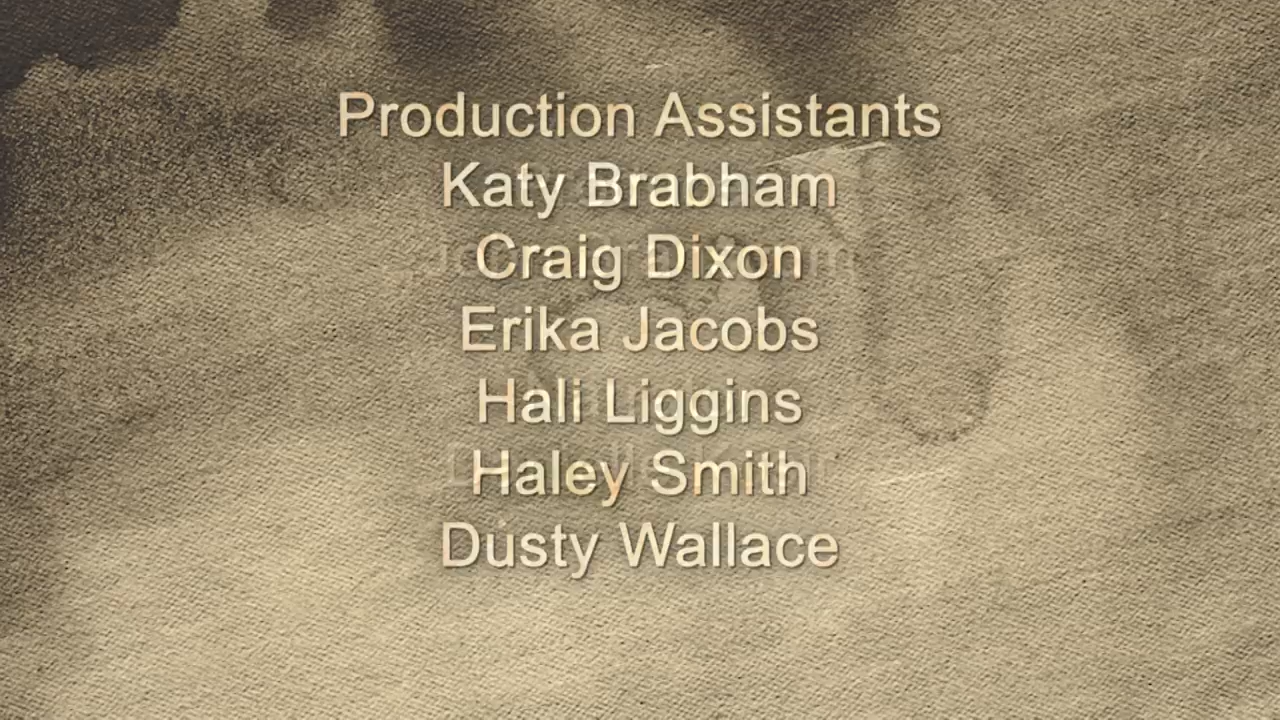 Production Assistants
Katy Brabham
Craig Dixon
Erika Jacobs
Hali Liggins
Haley Smith
Dusty Wallace